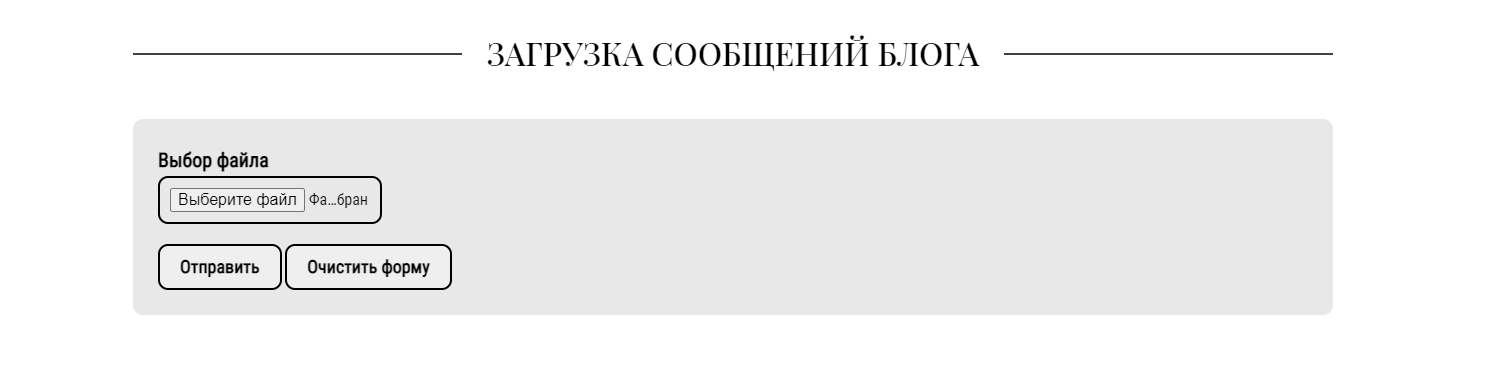 ЗАГРУЗКА СООБЩЕНИЙ БЛОГА
Выбор файла
Выберите файл Фа...бран
Отправить Очистить форму